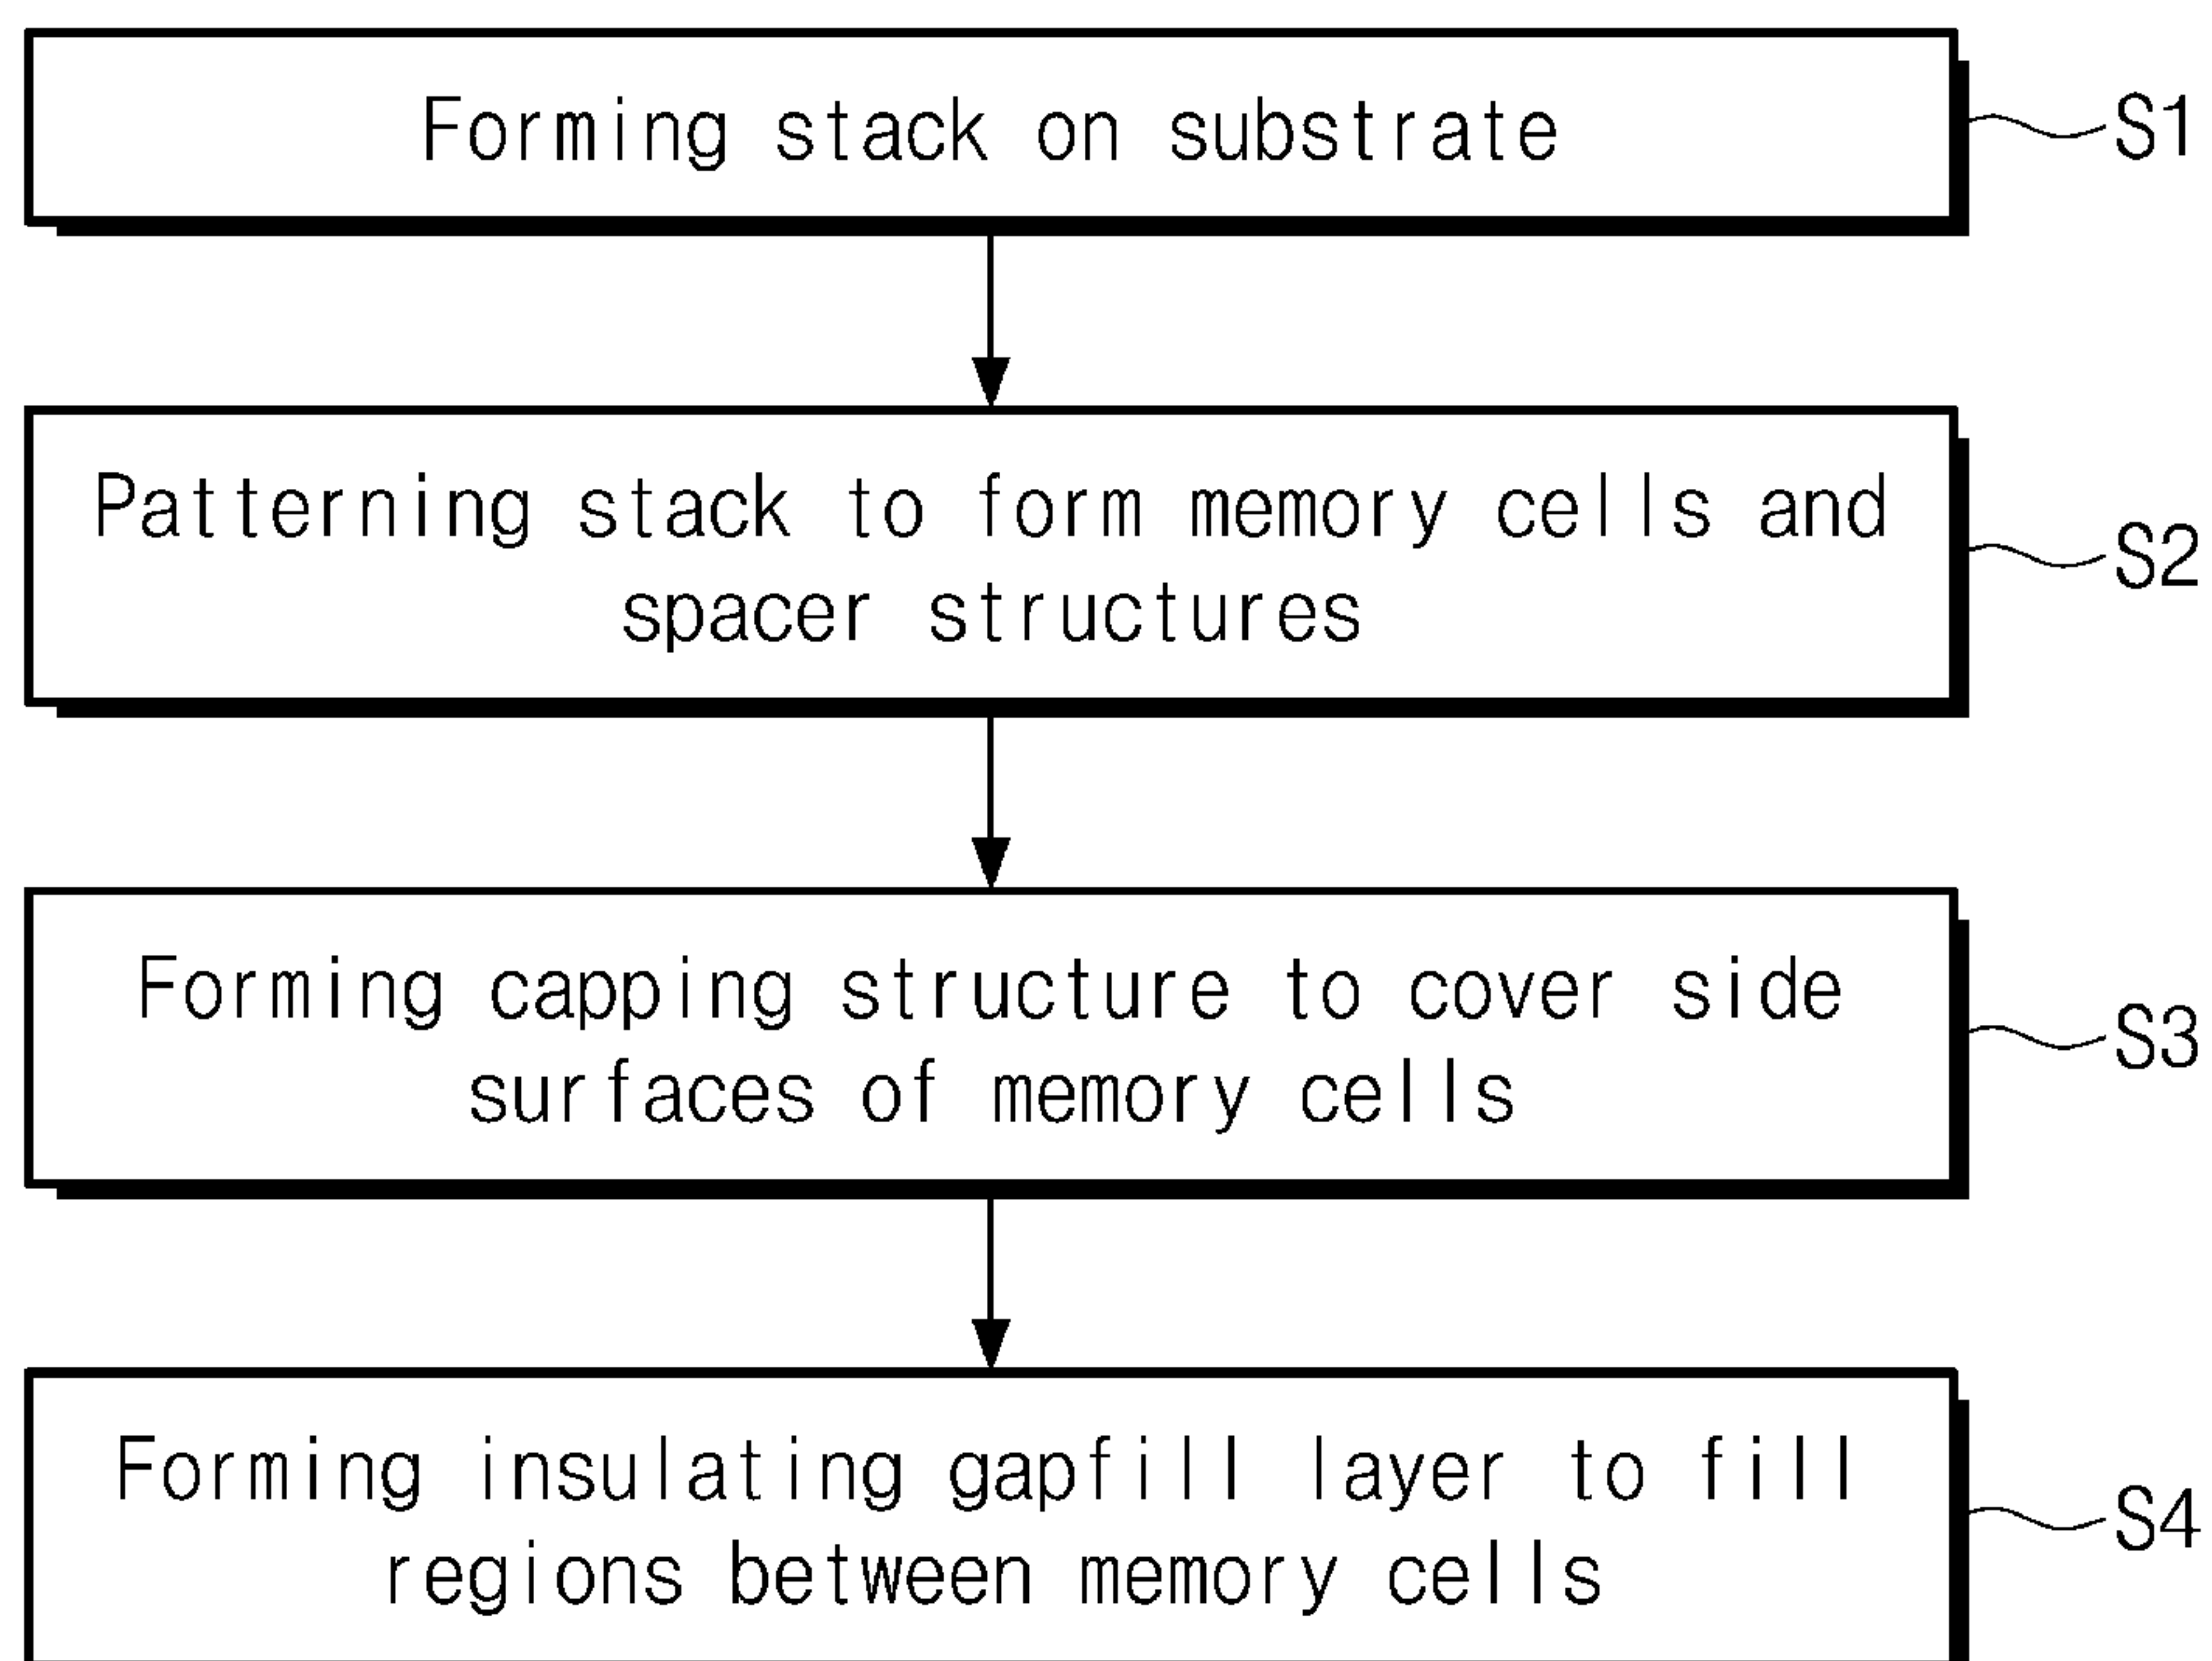 Forming stack on substrate
S1
Patterning stack to form memory cells and
spacer structures
S2
Forming capping structure to cover side
surfaces of memory cells
S3
Forming insulating gapfill layer to fill
regions between memory cells
S4